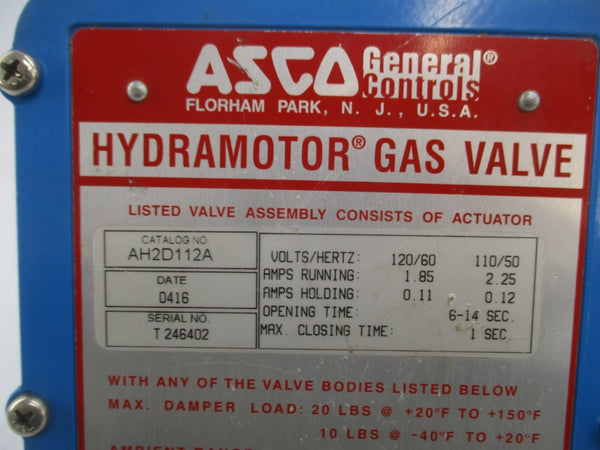 ASCO General® Controls
FLORHAM PARK, N. J., U.S.A.
HYDRAMOTOR® GAS VALVE
LISTED VALVE ASSEMBLY CONSISTS OF ACTUATOR
CATALOG NO.
AH2D112A
DATE
0416
SERIAL NO.
T 246402
VOLTS/HERTZ: 120/60 110/50
AMPS RUNNING: 1.85 2.25
AMPS HOLDING: 0.11 0.12
OPENING TIME: 6-14 SEC.
MAX. CLOSING TIME: 1 SEC.
WITH ANY OF THE VALVE BODIES LISTED BELOW
MAX. DAMPER LOAD: 20 LBS @ +20°F TO +150°F
10 LBS @ -40°F TO +20°F